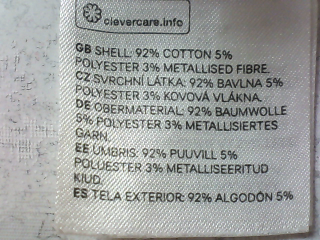 clevercare.info
GB SHELL: 92% COTTON 5%
POLYESTER 3% METALLISED FIBRE.
CZ SVRCHNÍ LÁTKA: 92% BAVLNA 5%
POLYESTER 3% KOVOVÁ VLÁKNA.
DE OBERMATERIAL: 92% BAUMWOLLE
5% POLYESTER 3% METALLISIERTES
GARN.
EE ÜMBRIS: 92% PUUVILL 5%
POLÜESTER 3% METALLISEERITUD
KIUD.
ES TELA EXTERIOR: 92% ALGODÓN 5%